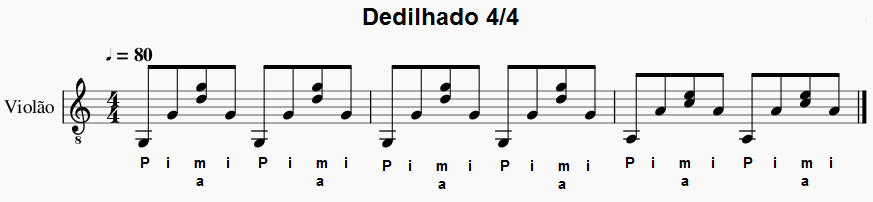 Dedilhado 4/4
♩ = 80
Violão
4
4
8
P i m i P i m i P i m i P i m i P i m i P i m i
a a a a a a